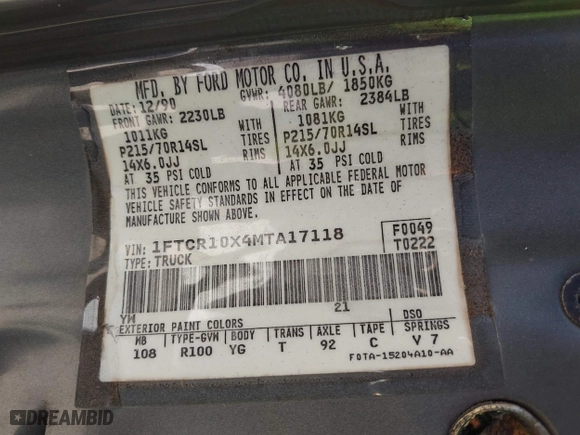 MFD. BY FORD MOTOR CO. IN U.S.A.
DATE: 12/90 GVWR: 4080LB/ 1850KG
FRONT GAWR: 2230LB REAR GAWR: 2384LB
1011KG WITH 1081KG WITH
P215/70R14SL TIRES P215/70R14SL TIRES
14X6.0JJ RIMS 14X6.0JJ RIMS
AT 35 PSI COLD AT 35 PSI COLD
THIS VEHICLE CONFORMS TO ALL APPLICABLE FEDERAL MOTOR
VEHICLE SAFETY STANDARDS IN EFFECT ON THE DATE OF
MANUFACTURE SHOWN ABOVE.
VIN: 1FTCR10X4MTA17118 F0049
TYPE: TRUCK T0222
YW 21
EXTERIOR PAINT COLORS DSO
WB TYPE-GVW BODY TRANS AXLE TAPE SPRINGS
108 R100 YG T 92 C V 7
F0TA-15204A10-AA
DREAMBID